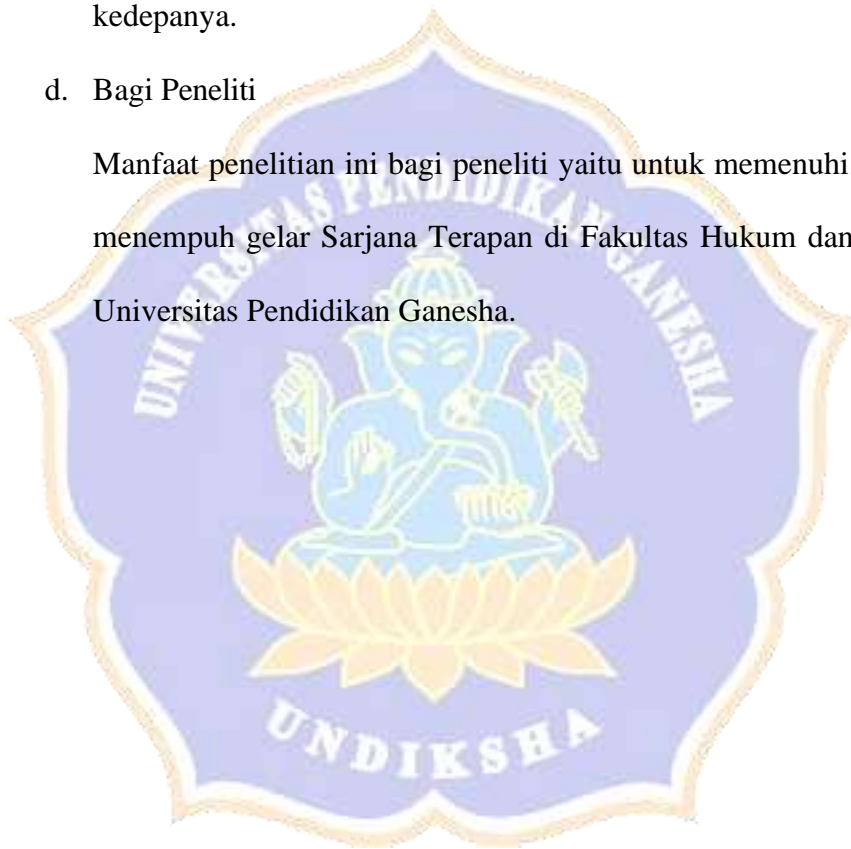 kedepanya.
d. Bagi Peneliti
Manfaat penelitian ini bagi peneliti yaitu untuk memenuhi
menempuh gelar Sarjana Terapan di Fakultas Hukum dan
Universitas Pendidikan Ganesha.
UNIVERSITAS PENDIDIKAN GANESHA
UNDIKSHA